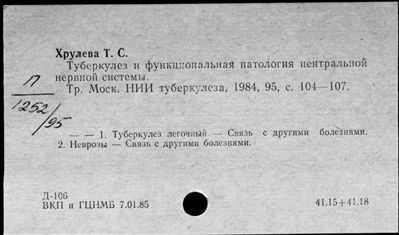 Хрулева Т. С.
Туберкулез и функциональная патология центральной
нервной системы.
Тр. Моск. НИИ туберкулеза, 1984, 95, с. 104—107.
П
1252/95
— — 1. Туберкулез легочный — Связь с другими болезнями.
2. Неврозы — Связь с другими болезнями.
Д-106
ВКП и ГЦНМБ 7.01.85
41.15+41.18